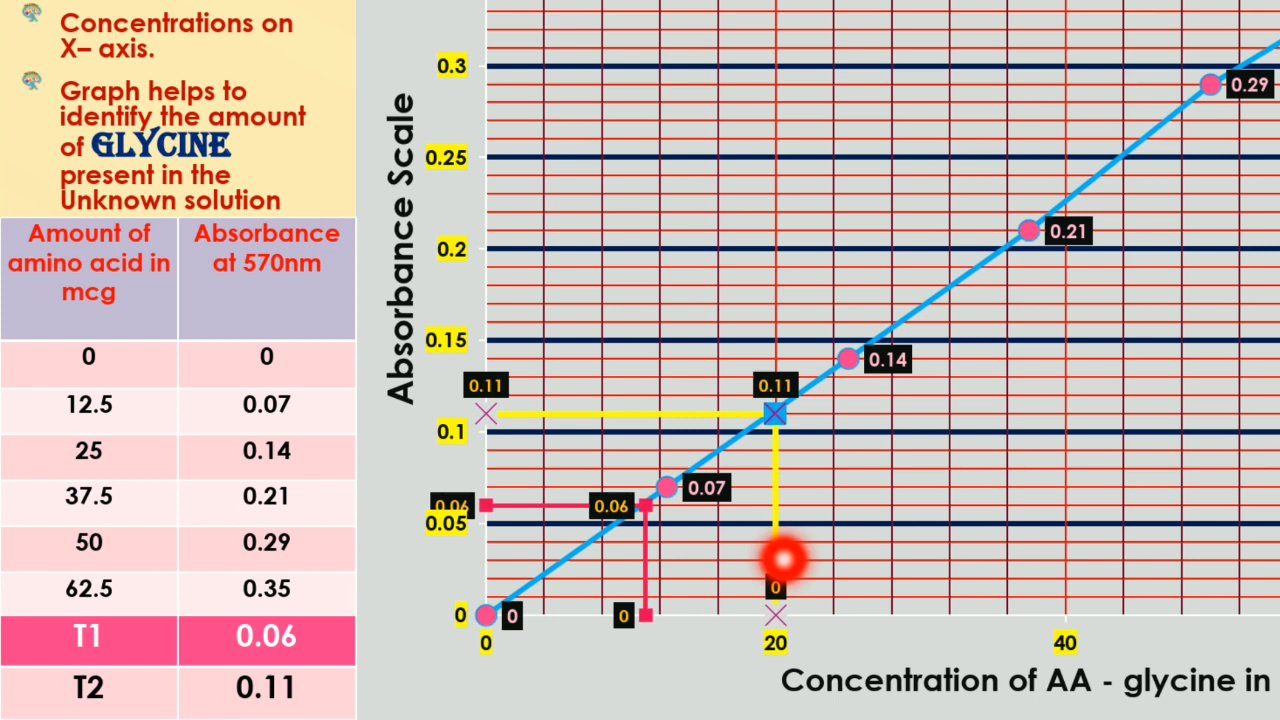 Concentrations on
X– axis.
Graph helps to
identify the amount
of GLYCINE
present in the
Unknown solution
Amount of
amino acid in
mcg
Absorbance
at 570nm
0 0
12.5 0.07
25 0.14
37.5 0.21
50 0.29
62.5 0.35
T1 0.06
T2 0.11
Absorbance Scale
0.3
0.25
0.2
0.15
0.1
0.05
0
0.29
0.21
0.14
0.11
0.11
0.07
0.06
0.06
0
0
0
0 20 40
Concentration of AA - glycine in